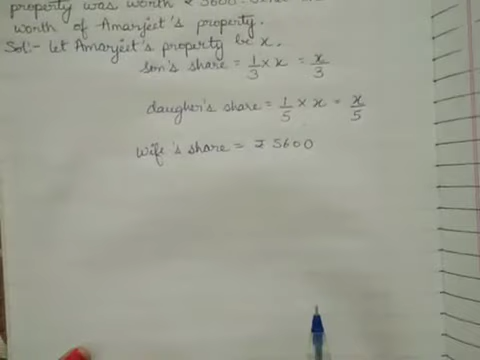 property was worth ₹ 5600.
worth of Amarjeet's property.
Sol:- let Amarjeet's property be x.
son's share = 1/3 × x = x/3
daugher's share = 1/5 × x = x/5
wife's share = ₹ 5600